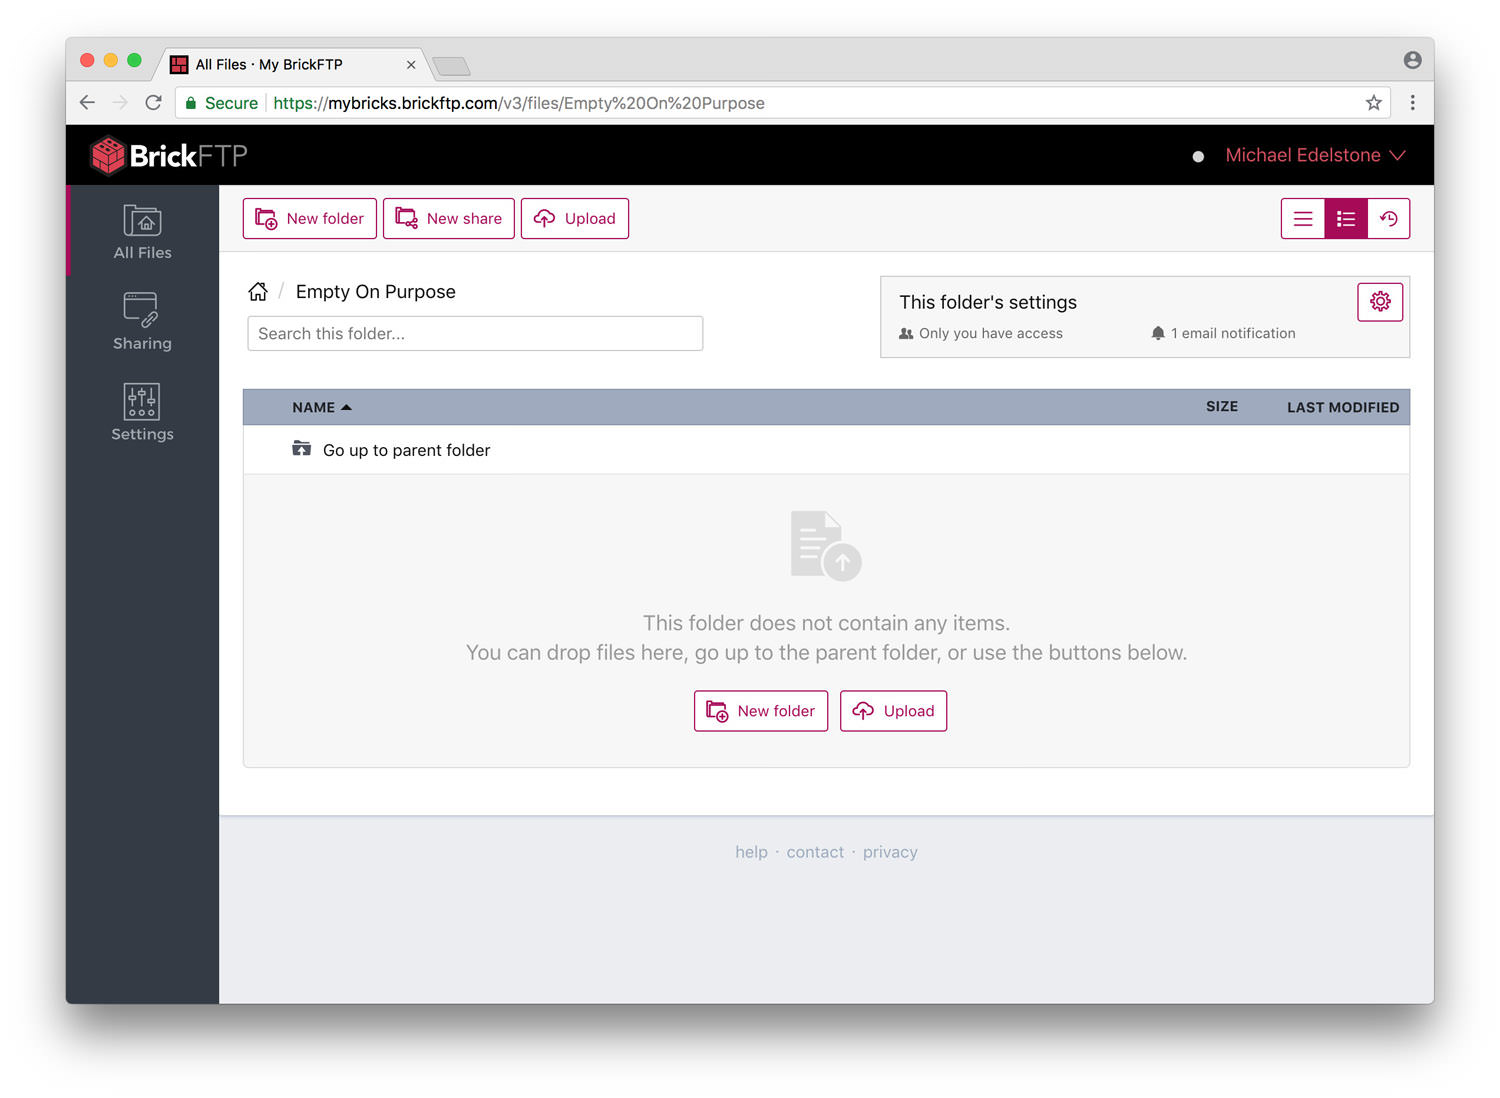 All Files · My BrickFTP
Secure https://mybricks.brickftp.com/v3/files/Empty%20On%20Purpose
BrickFTP
Michael Edelstone
All Files
Sharing
Settings
New folder
New share
Upload
/ Empty On Purpose
Search this folder...
This folder's settings
Only you have access
1 email notification
NAME
SIZE
LAST MODIFIED
Go up to parent folder
This folder does not contain any items.
You can drop files here, go up to the parent folder, or use the buttons below.
New folder
Upload
help · contact · privacy